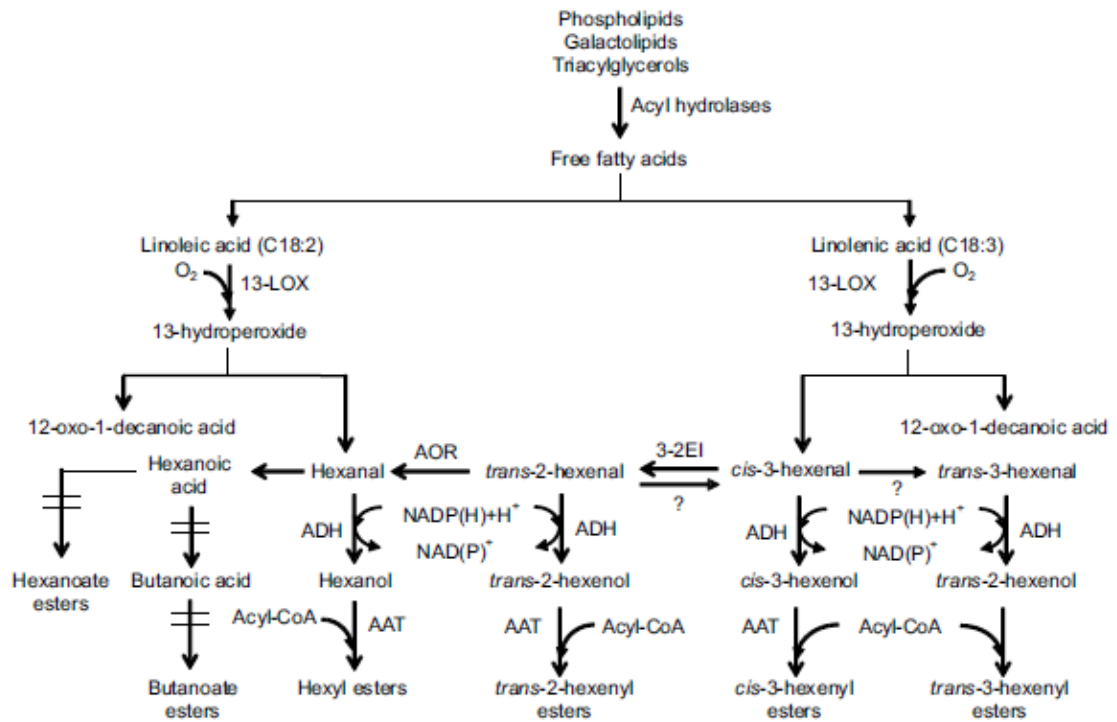 Phospholipids
Galactolipids
Triacylglycerols
Acyl hydrolases
Free fatty acids
Linoleic acid (C18:2)
Linolenic acid (C18:3)
O2
13-LOX
13-LOX
O2
13-hydroperoxide
13-hydroperoxide
12-oxo-1-decanoic acid
12-oxo-1-decanoic acid
Hexanoic
acid
Hexanal
AOR
trans-2-hexenal
3-2EI
?
cis-3-hexenal
?
trans-3-hexenal
ADH
NADP(H)+H+
NAD(P)+
ADH
ADH
NADP(H)+H+
NAD(P)+
ADH
Hexanoate
esters
Butanoic acid
Hexanol
trans-2-hexenol
cis-3-hexenol
trans-2-hexenol
Acyl-CoA
AAT
AAT
Acyl-CoA
AAT
Acyl-CoA
Butanoate
esters
Hexyl esters
trans-2-hexenyl
esters
cis-3-hexenyl
esters
trans-3-hexenyl
esters